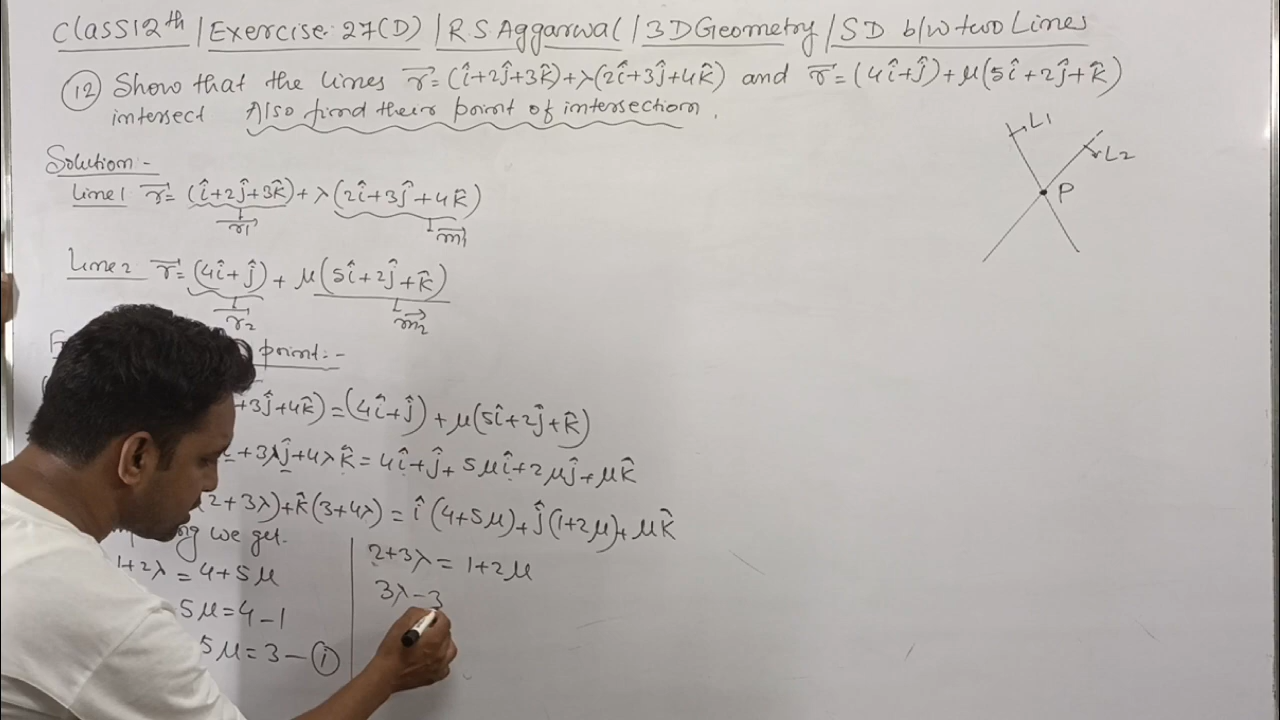 Class 12th / Exercise: 27(D) / R S Aggarwal / 3D Geometry / SD b/w two Lines
(12) Show that the lines r⃗ = (î+2ĵ+3k̂) + λ(2î+3ĵ+4k̂) and r⃗ = (4î+ĵ) + μ(5î+2ĵ+k̂)
intersect Also find their point of intersection.
L1
L2
P
Solution:-
Line 1 r⃗ = (î+2ĵ+3k̂) + λ(2î+3ĵ+4k̂)
r⃗1 m⃗1
Line 2 r⃗ = (4î+ĵ) + μ(5î+2ĵ+k̂)
r⃗2 m⃗2
point:-
+3ĵ+4k̂) = (4î+ĵ) + μ(5î+2ĵ+k̂)
+3λĵ+4λk̂ = 4î+ĵ+5μî+2μĵ+μk̂
(2+3λ)+k̂(3+4λ) = î(4+5μ)+ĵ(1+2μ)+μk̂
we get.
1+2λ = 4+5μ
5μ = 4-1
5μ = 3 — (i)
2+3λ = 1+2μ
3λ-3